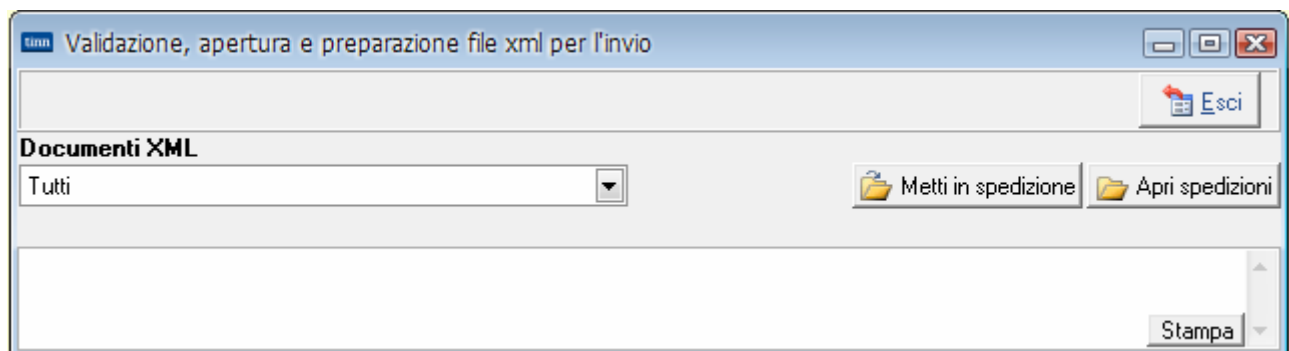 tinn Validazione, apertura e preparazione file xml per l'invio
Esci
Documenti XML
Tutti
Metti in spedizione Apri spedizioni
Stampa